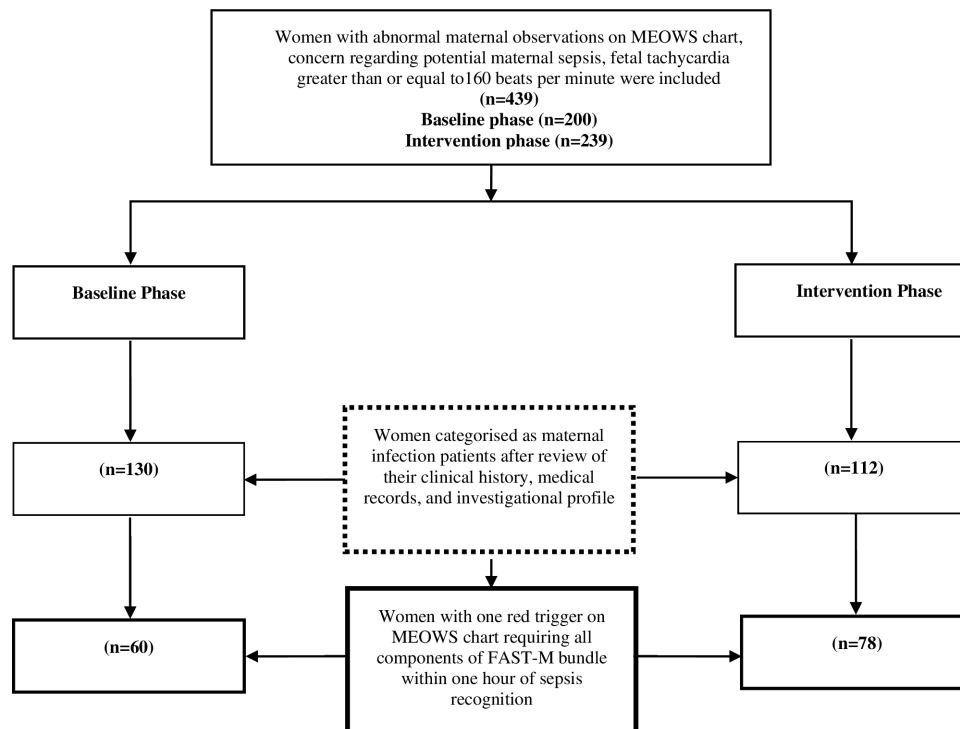 Women with abnormal maternal observations on MEOWS chart,
concern regarding potential maternal sepsis, fetal tachycardia
greater than or equal to160 beats per minute were included
(n=439)
Baseline phase (n=200)
Intervention phase (n=239)
Baseline Phase
Intervention Phase
Women categorised as maternal
infection patients after review of
their clinical history, medical
records, and investigational profile
(n=130)
(n=112)
Women with one red trigger on
MEOWS chart requiring all
components of FAST-M bundle
within one hour of sepsis
recognition
(n=60)
(n=78)